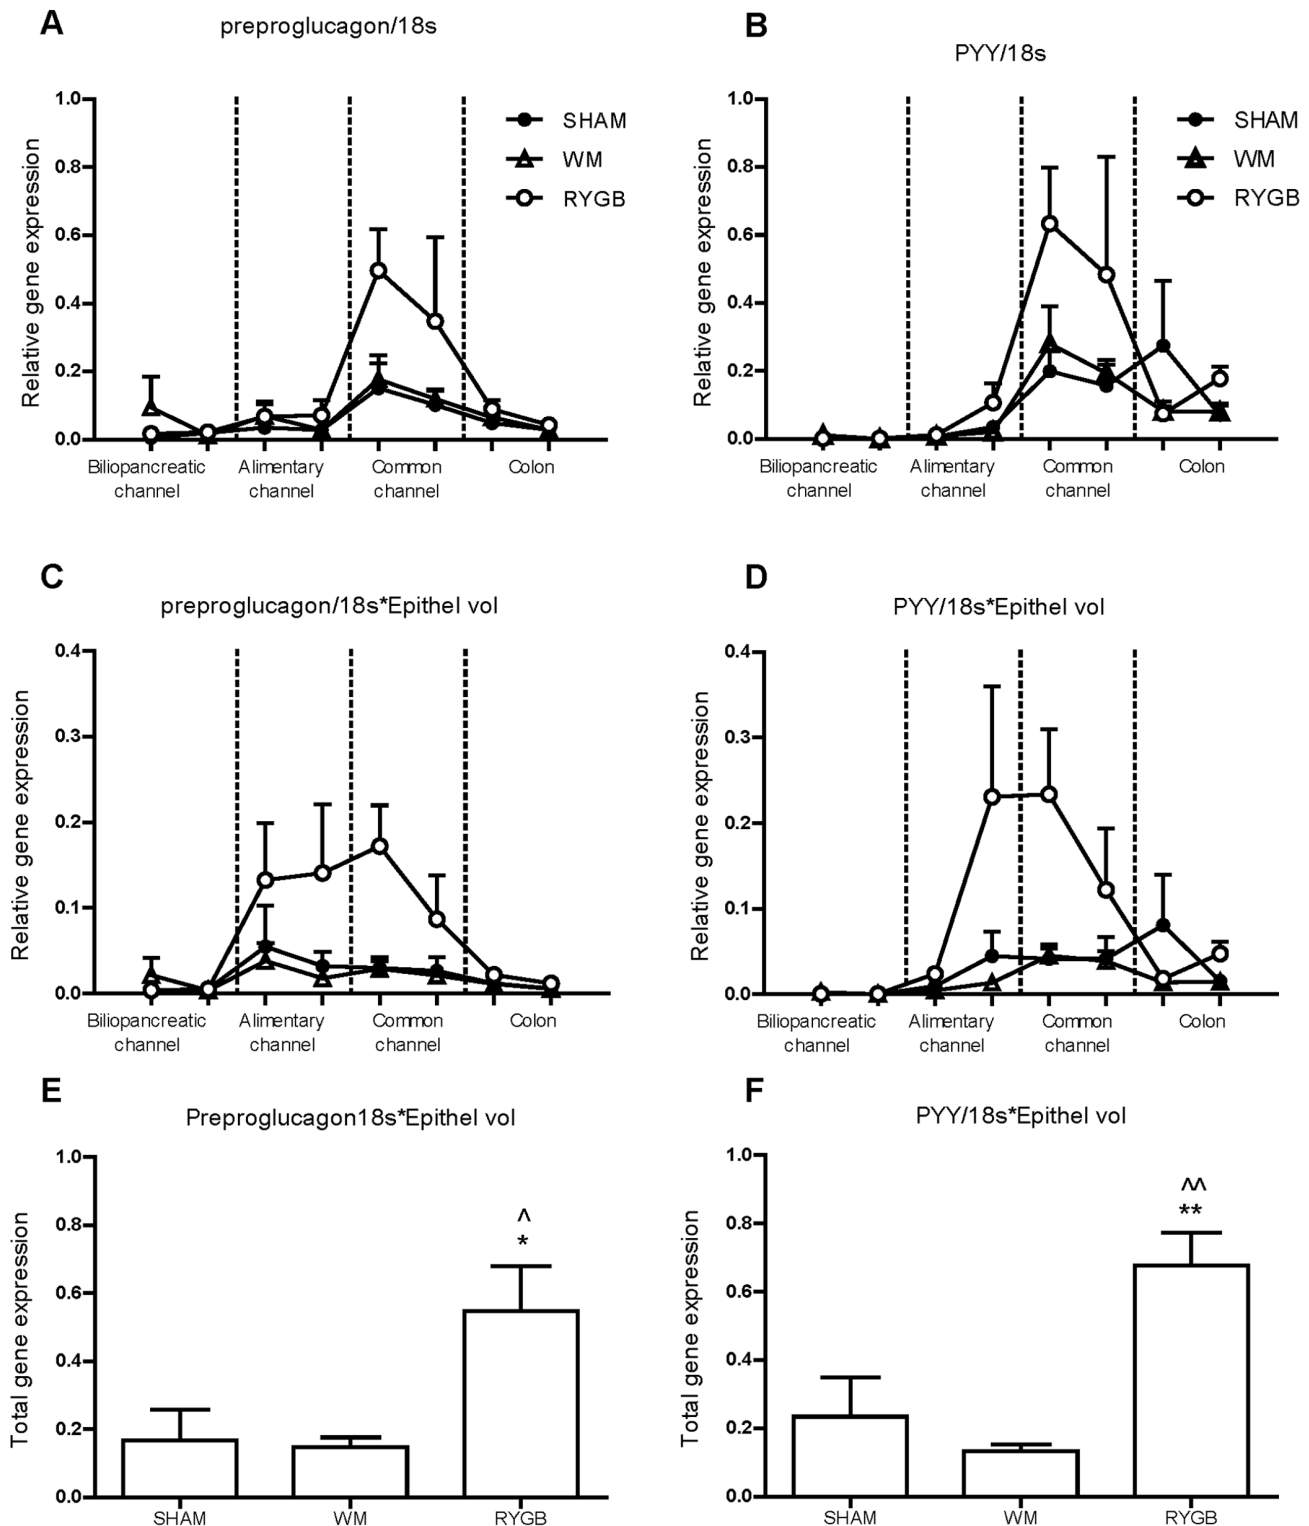 A
preproglucagon/18s
1.0
0.8
0.6
0.4
0.2
0.0
Relative gene expression
SHAM
WM
RYGB
Biliopancreatic
channel
Alimentary
channel
Common
channel
Colon
B
PYY/18s
1.0
0.8
0.6
0.4
0.2
0.0
Relative gene expression
SHAM
WM
RYGB
Biliopancreatic
channel
Alimentary
channel
Common
channel
Colon
C
preproglucagon/18s*Epithel vol
0.4
0.3
0.2
0.1
0.0
Relative gene expression
Biliopancreatic
channel
Alimentary
channel
Common
channel
Colon
D
PYY/18s*Epithel vol
0.4
0.3
0.2
0.1
0.0
Relative gene expression
Biliopancreatic
channel
Alimentary
channel
Common
channel
Colon
E
Preproglucagon18s*Epithel vol
1.0
0.8
0.6
0.4
0.2
0.0
Total gene expression
^
*
SHAM
WM
RYGB
F
PYY/18s*Epithel vol
1.0
0.8
0.6
0.4
0.2
0.0
Total gene expression
^^
**
SHAM
WM
RYGB